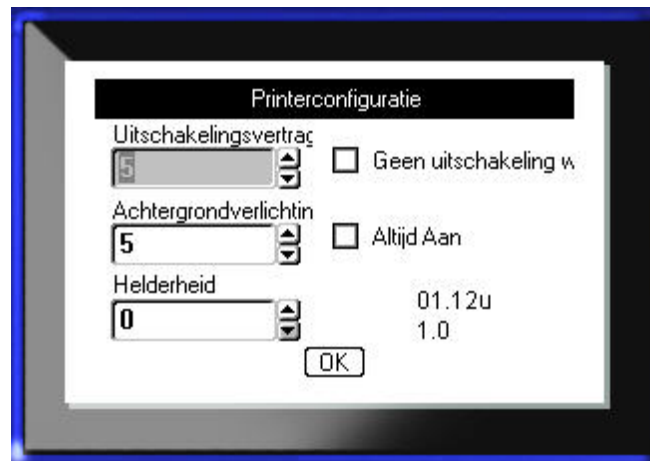 Printerconfiguratie
Uitschakelingsvertrag
5
Geen uitschakeling w
Achtergrondverlichtin
5
Altijd Aan
Helderheid
0
01.12u
1.0
OK